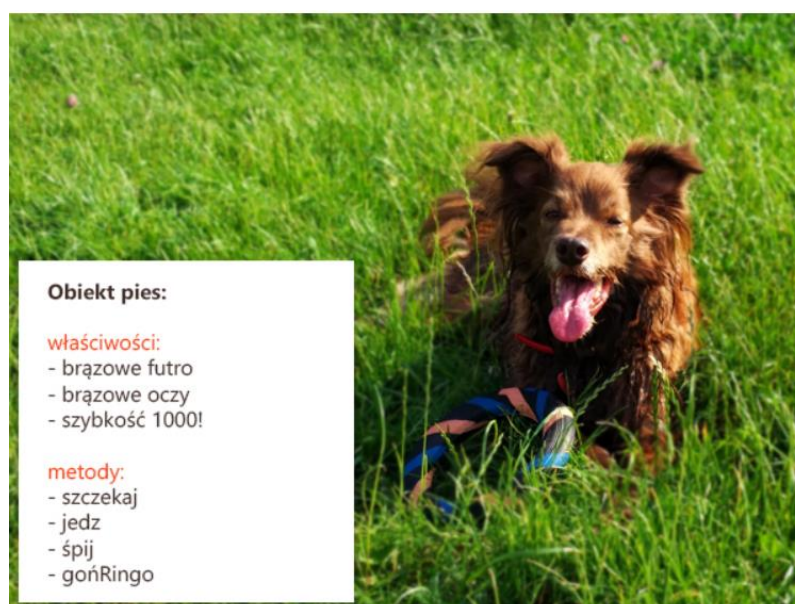 Obiekt pies:
właściwości:
- brązowe futro
- brązowe oczy
- szybkość 1000!
metody:
- szczekaj
- jedz
- śpij
- gońRingo